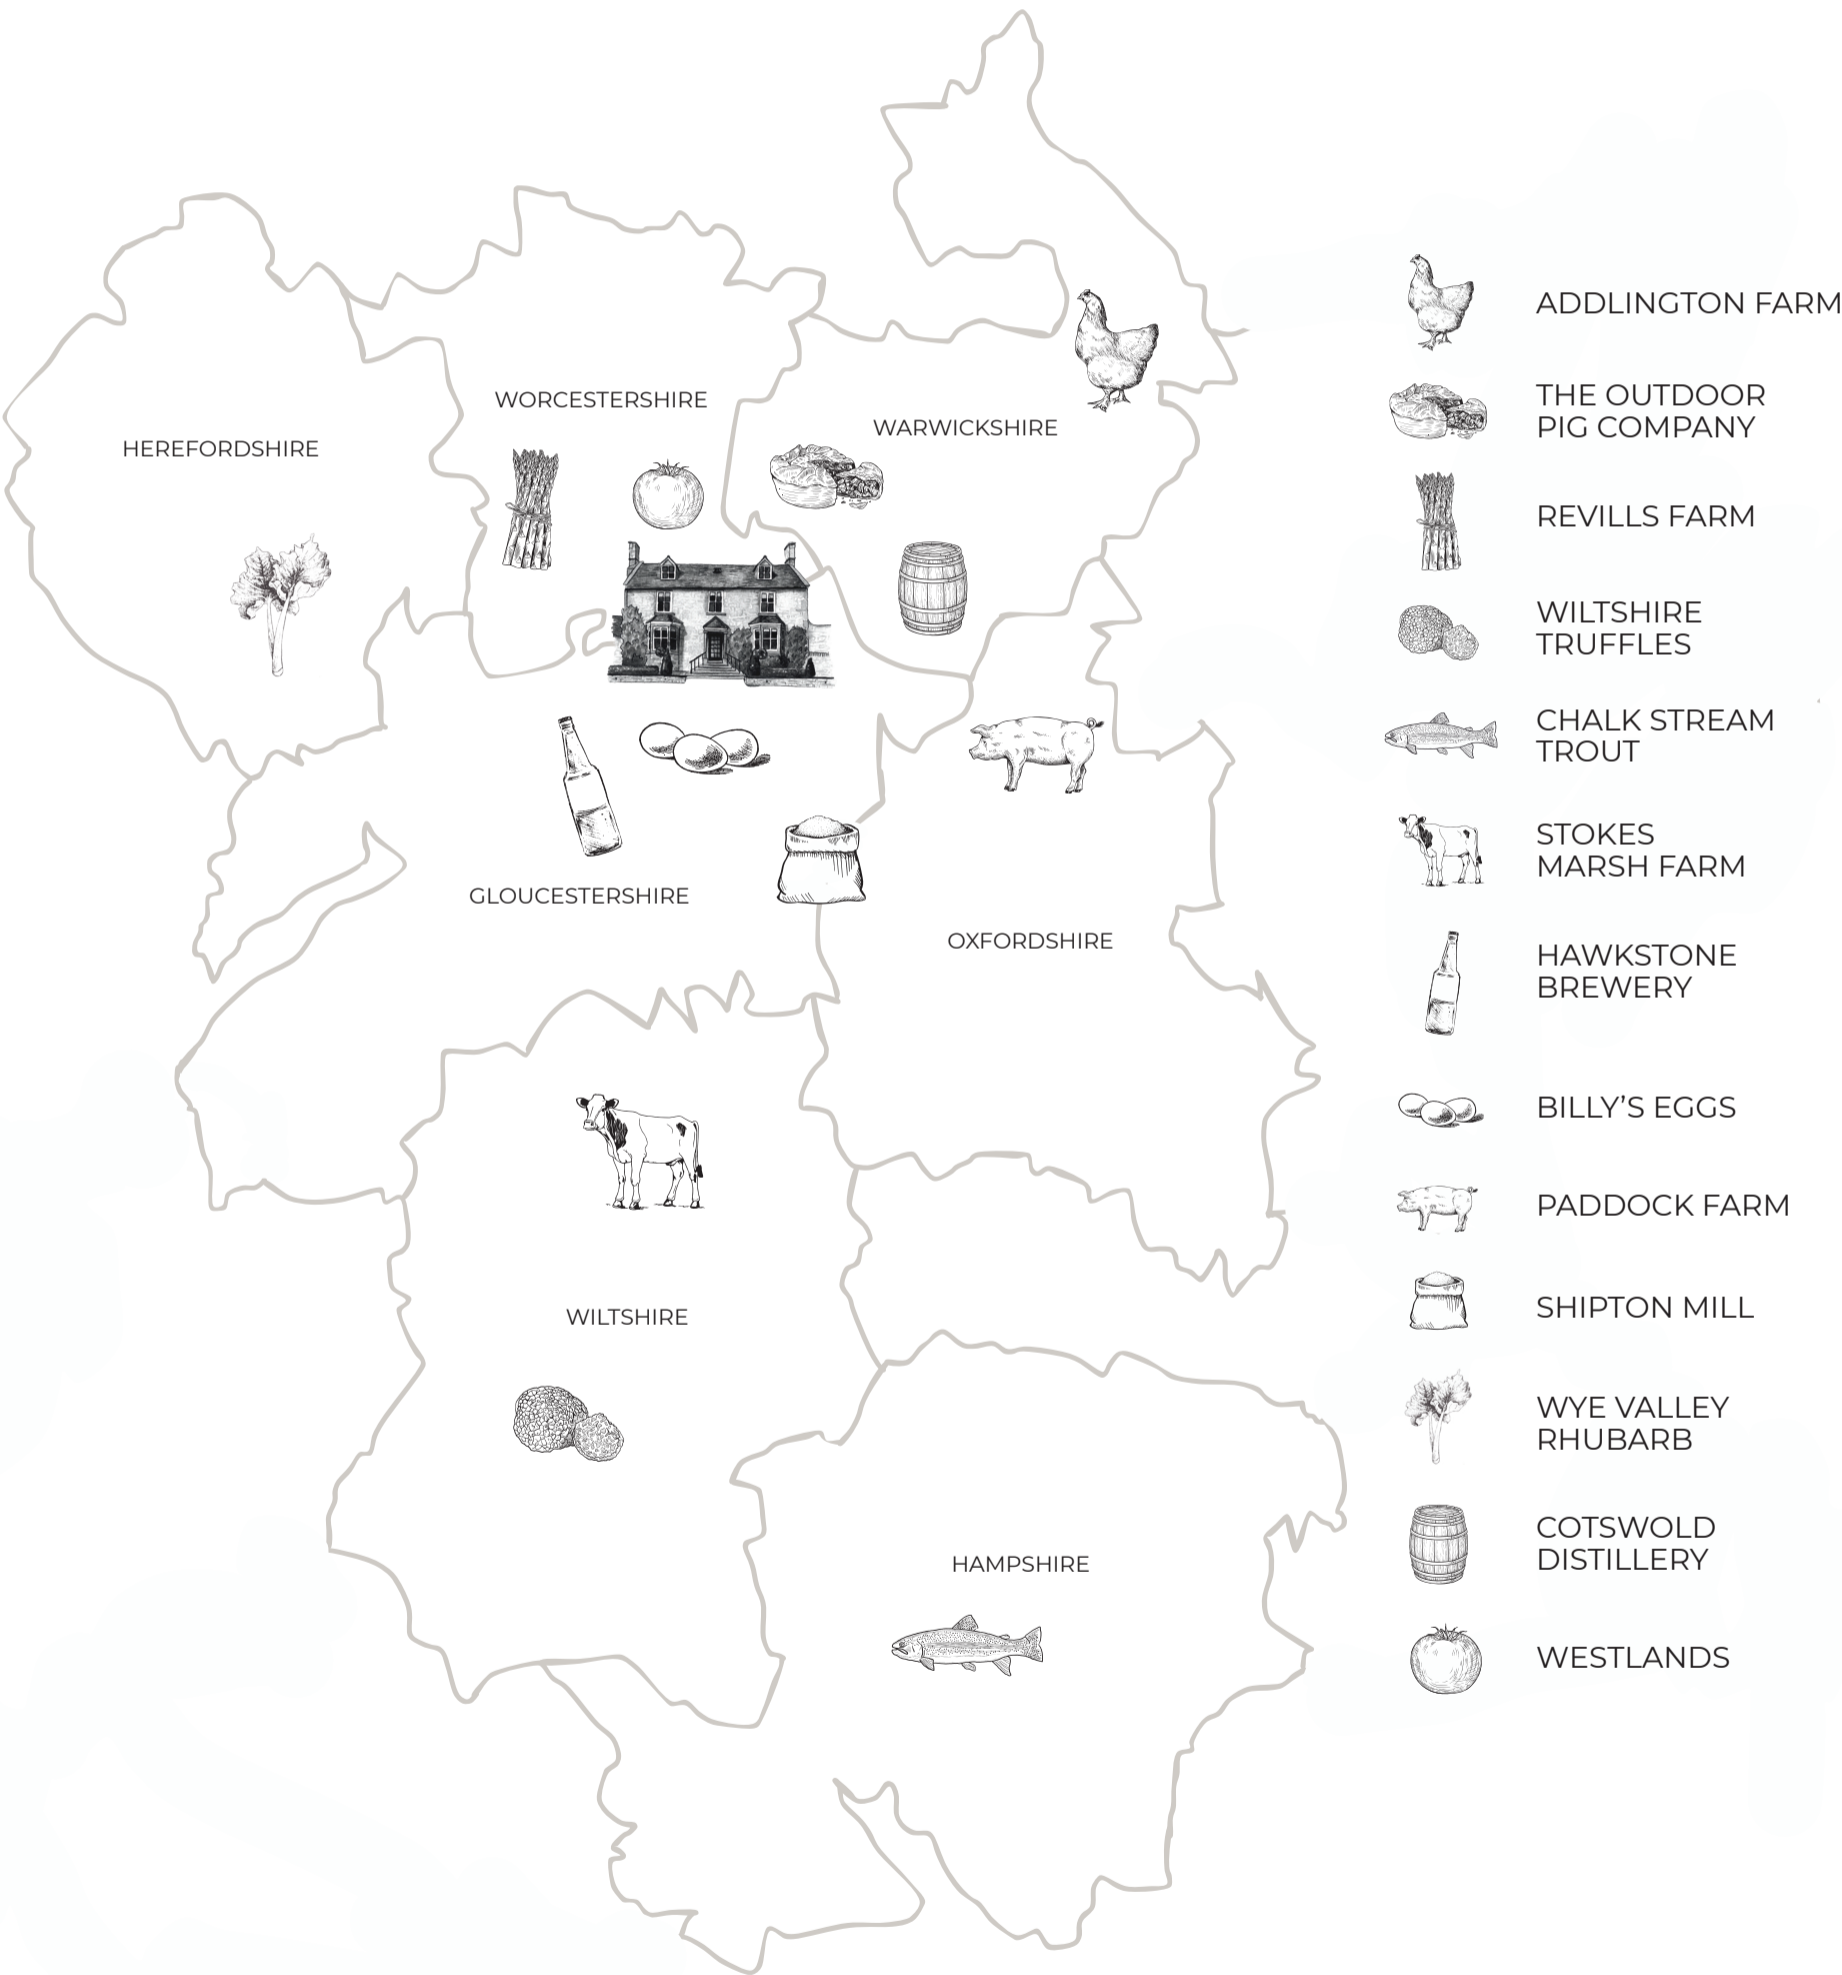 WORCESTERSHIRE
WARWICKSHIRE
HEREFORDSHIRE
GLOUCESTERSHIRE
OXFORDSHIRE
WILTSHIRE
HAMPSHIRE
ADDLINGTON FARM
THE OUTDOOR
PIG COMPANY
REVILLS FARM
WILTSHIRE
TRUFFLES
CHALK STREAM
TROUT
STOKES
MARSH FARM
HAWKSTONE
BREWERY
BILLY'S EGGS
PADDOCK FARM
SHIPTON MILL
WYE VALLEY
RHUBARB
COTSWOLD
DISTILLERY
WESTLANDS